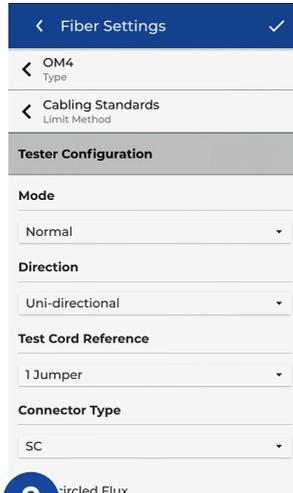 Fiber Settings
OM4
Type
Cabling Standards
Limit Method
Tester Configuration
Mode
Normal
Direction
Uni-directional
Test Cord Reference
1 Jumper
Connector Type
SC
Flux